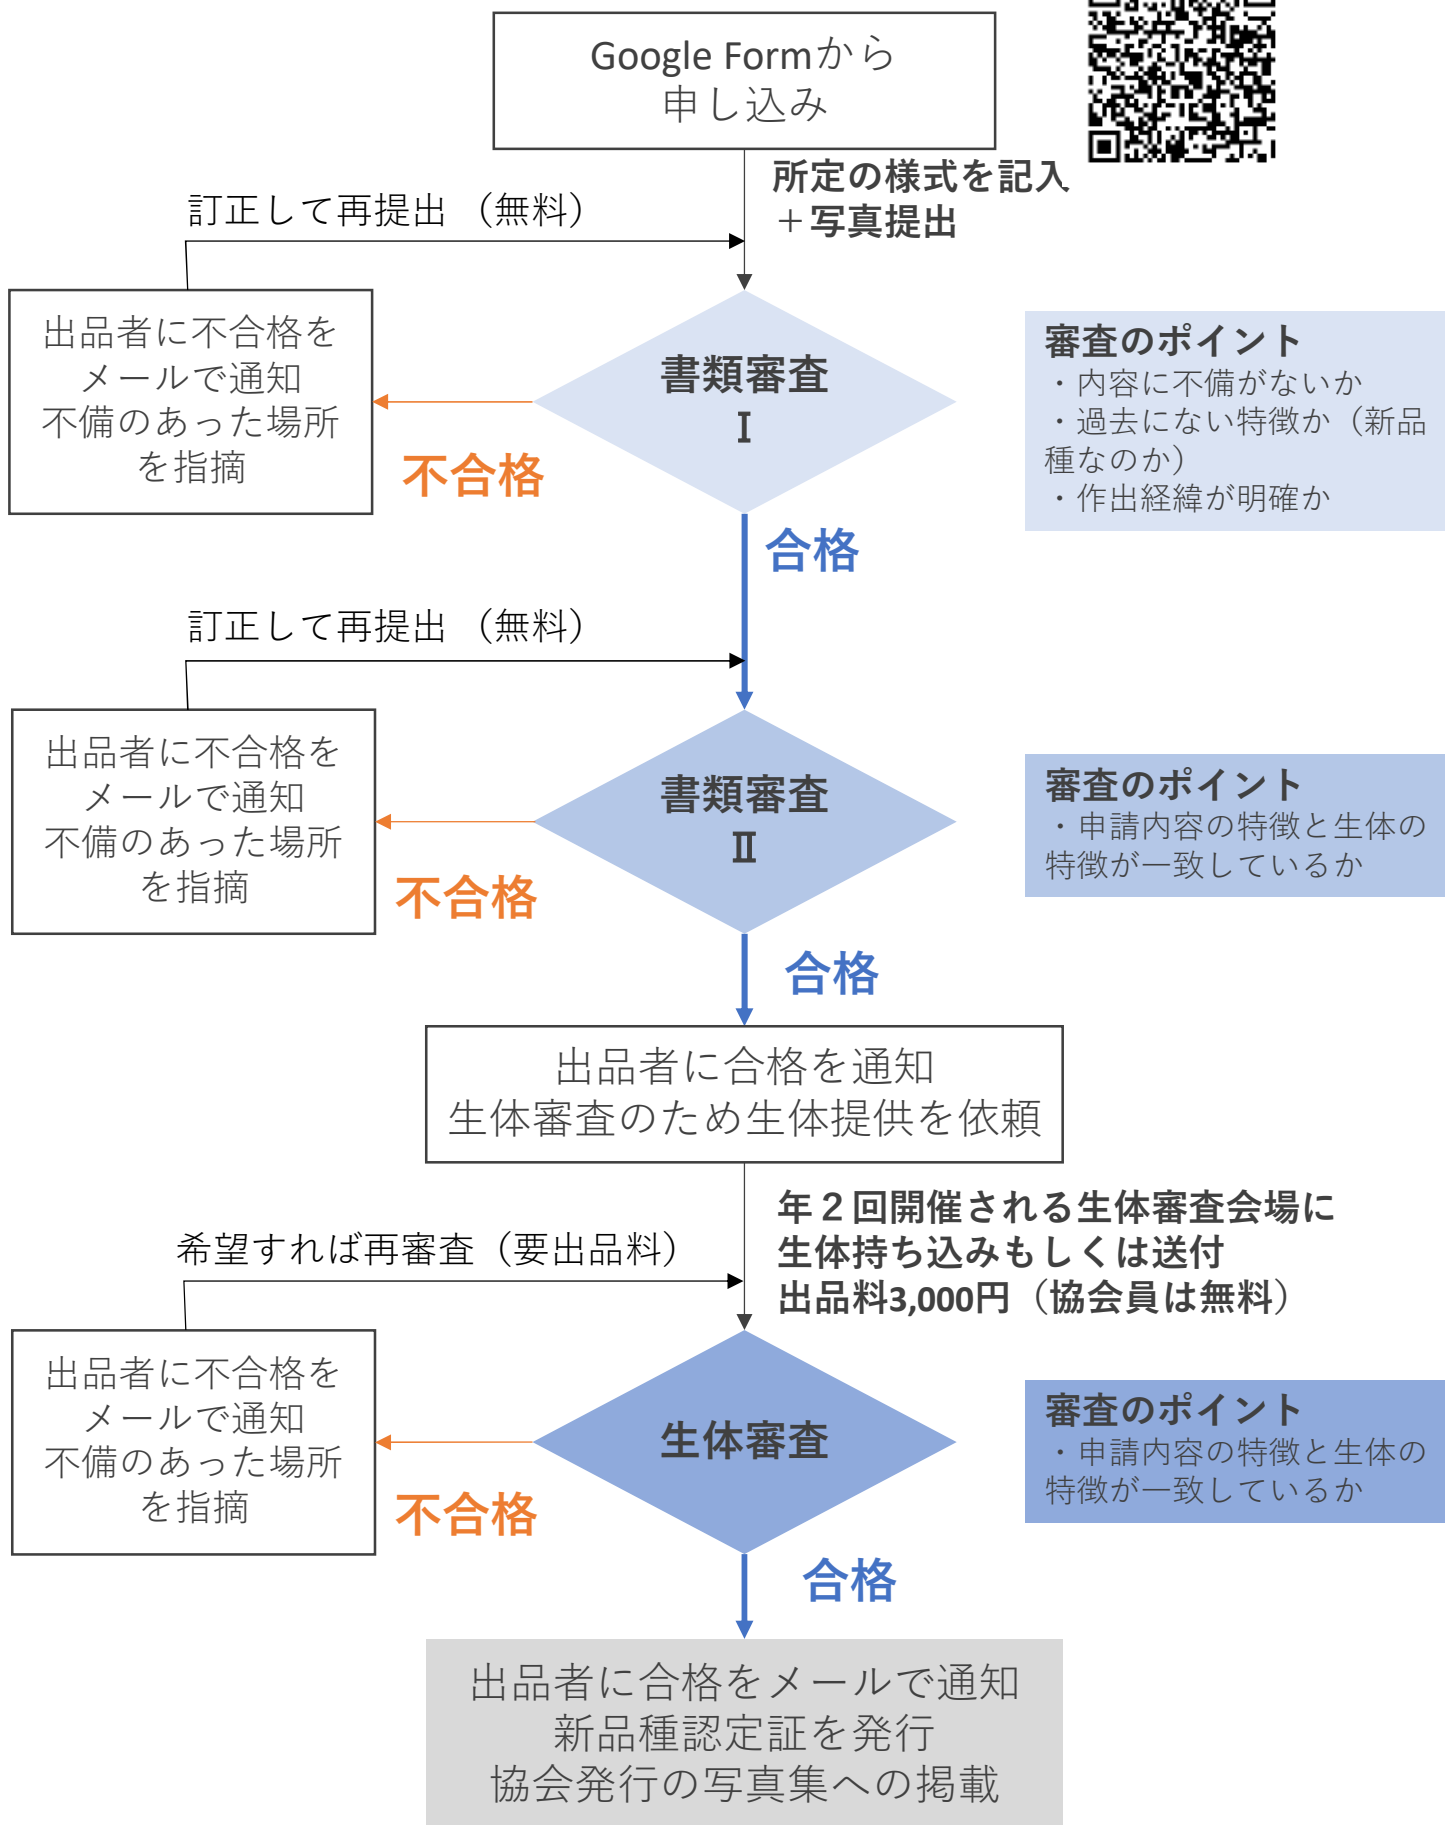 Google Formから
申し込み
所定の様式を記入
＋写真提出
訂正して再提出 （無料）
出品者に不合格を
メールで通知
不備のあった場所
を指摘
不合格
書類審査
Ⅰ
審査のポイント
・内容に不備がないか
・過去にない特徴か（新品
種なのか）
・作出経緯が明確か
合格
訂正して再提出 （無料）
出品者に不合格を
メールで通知
不備のあった場所
を指摘
不合格
書類審査
Ⅱ
審査のポイント
・申請内容の特徴と生体の
特徴が一致しているか
合格
出品者に合格を通知
生体審査のため生体提供を依頼
年２回開催される生体審査会場に
生体持ち込みもしくは送付
出品料3,000円（協会員は無料）
希望すれば再審査（要出品料）
出品者に不合格を
メールで通知
不備のあった場所
を指摘
不合格
生体審査
審査のポイント
・申請内容の特徴と生体の
特徴が一致しているか
合格
出品者に合格をメールで通知
新品種認定証を発行
協会発行の写真集への掲載